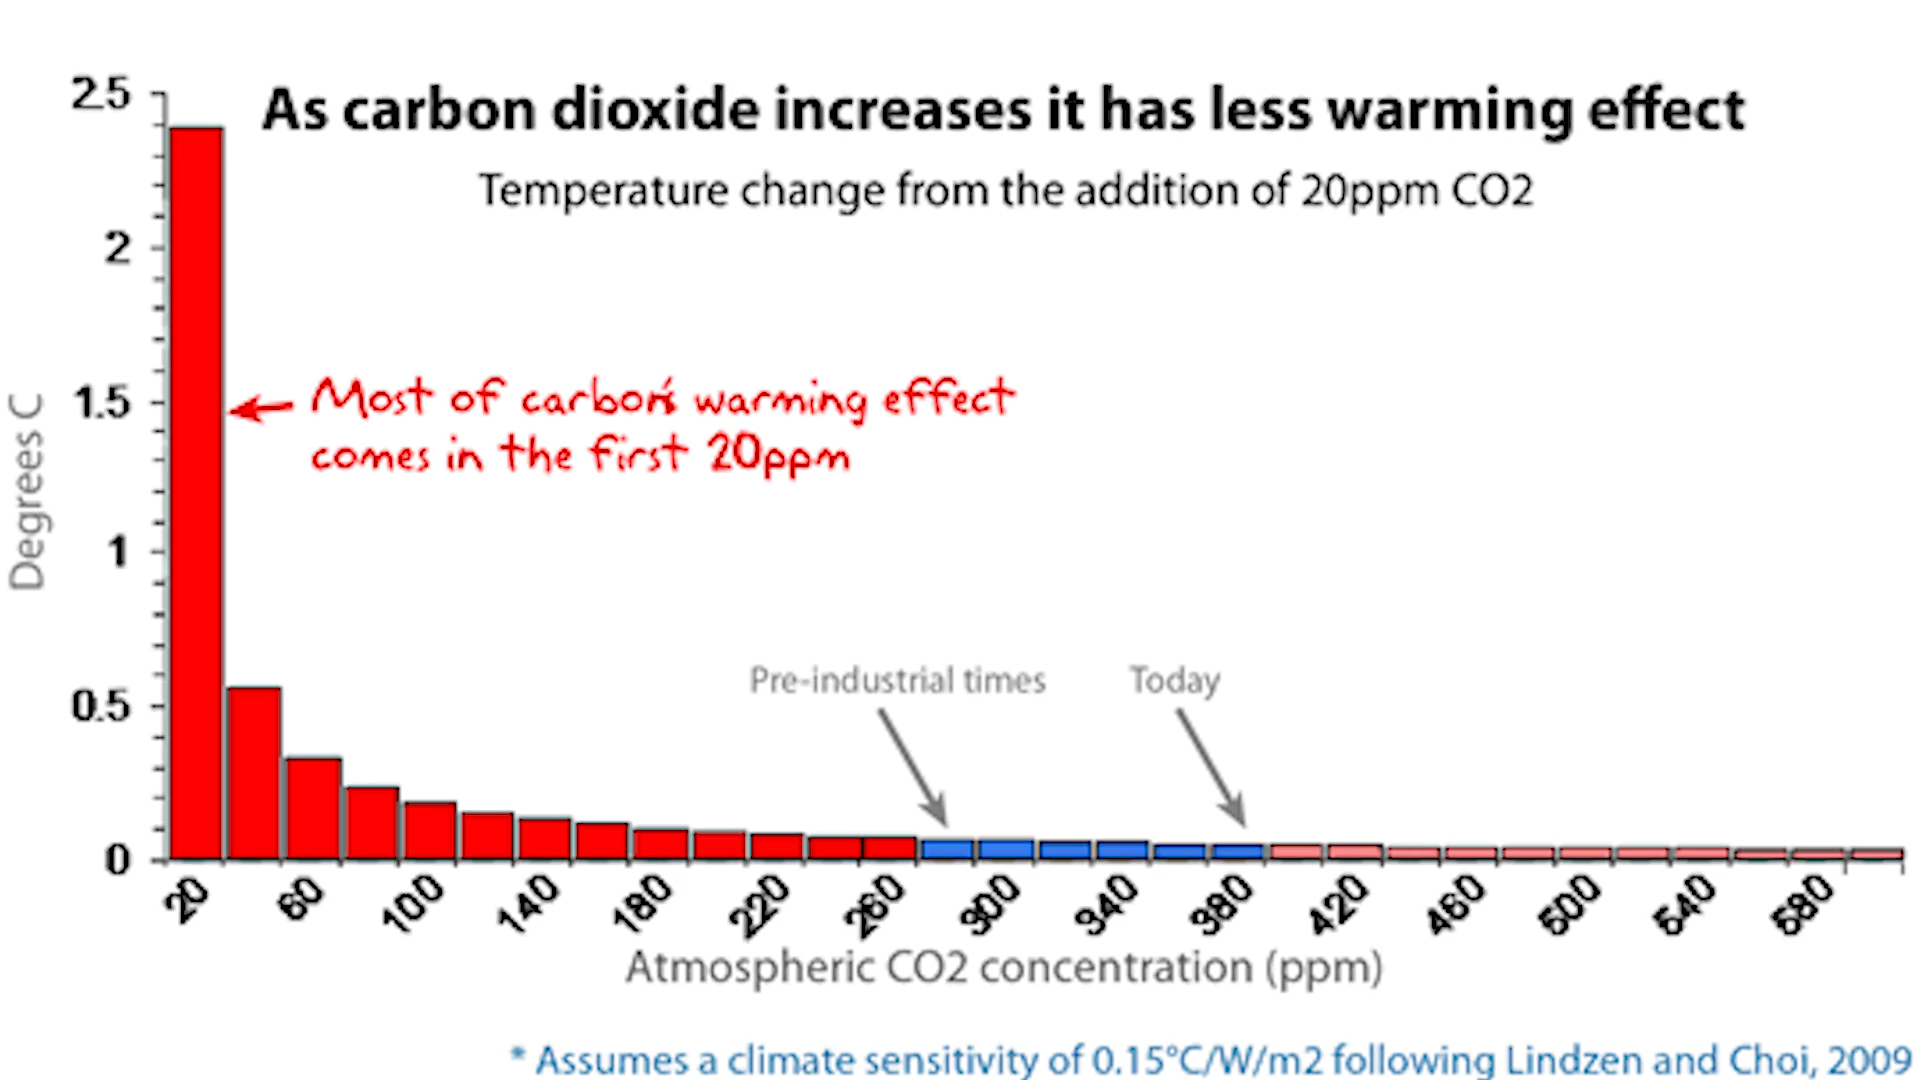 As carbon dioxide increases it has less warming effect
Temperature change from the addition of 20ppm CO2
2.5
2
1.5
1
0.5
0
Degrees C
Most of carbon's warming effect
comes in the first 20ppm
Pre-industrial times
Today
20 60 100 140 180 220 260 300 340 380 420 460 500 540 580
Atmospheric CO2 concentration (ppm)
* Assumes a climate sensitivity of 0.15°C/W/m2 following Lindzen and Choi, 2009